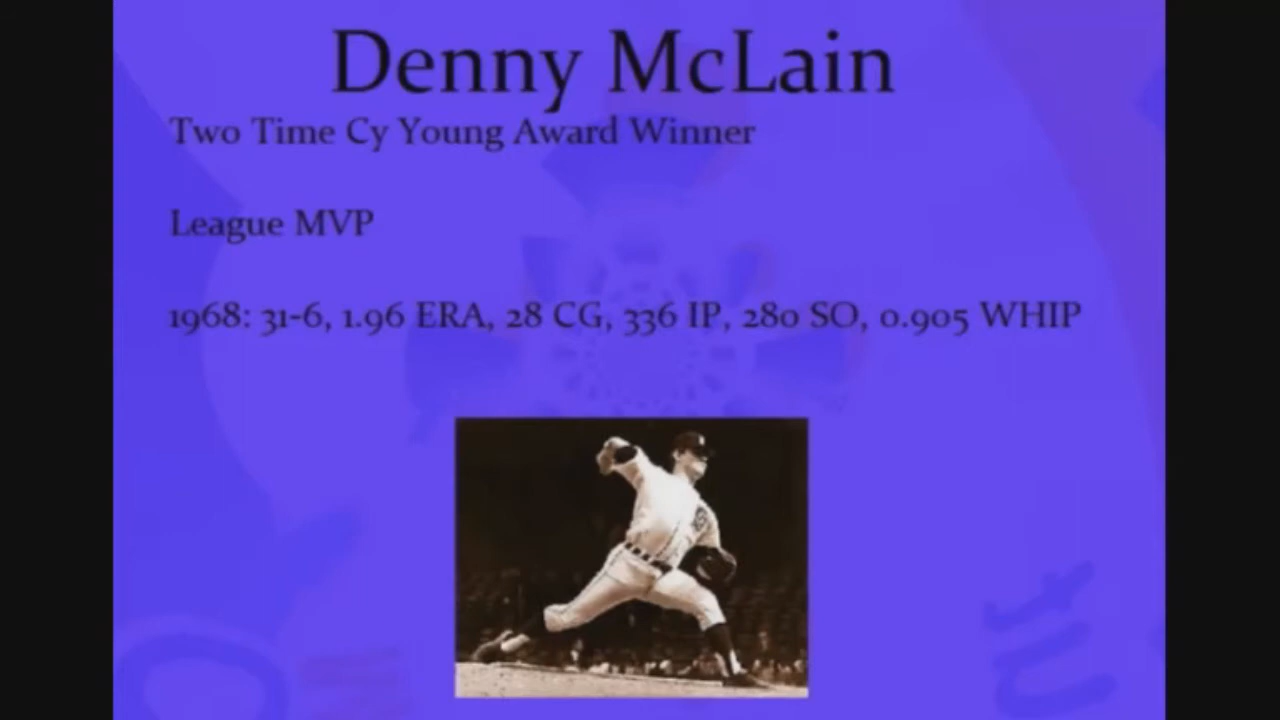 Denny McLain
Two Time Cy Young Award Winner
League MVP
1968: 31-6, 1.96 ERA, 28 CG, 336 IP, 280 SO, 0.905 WHIP